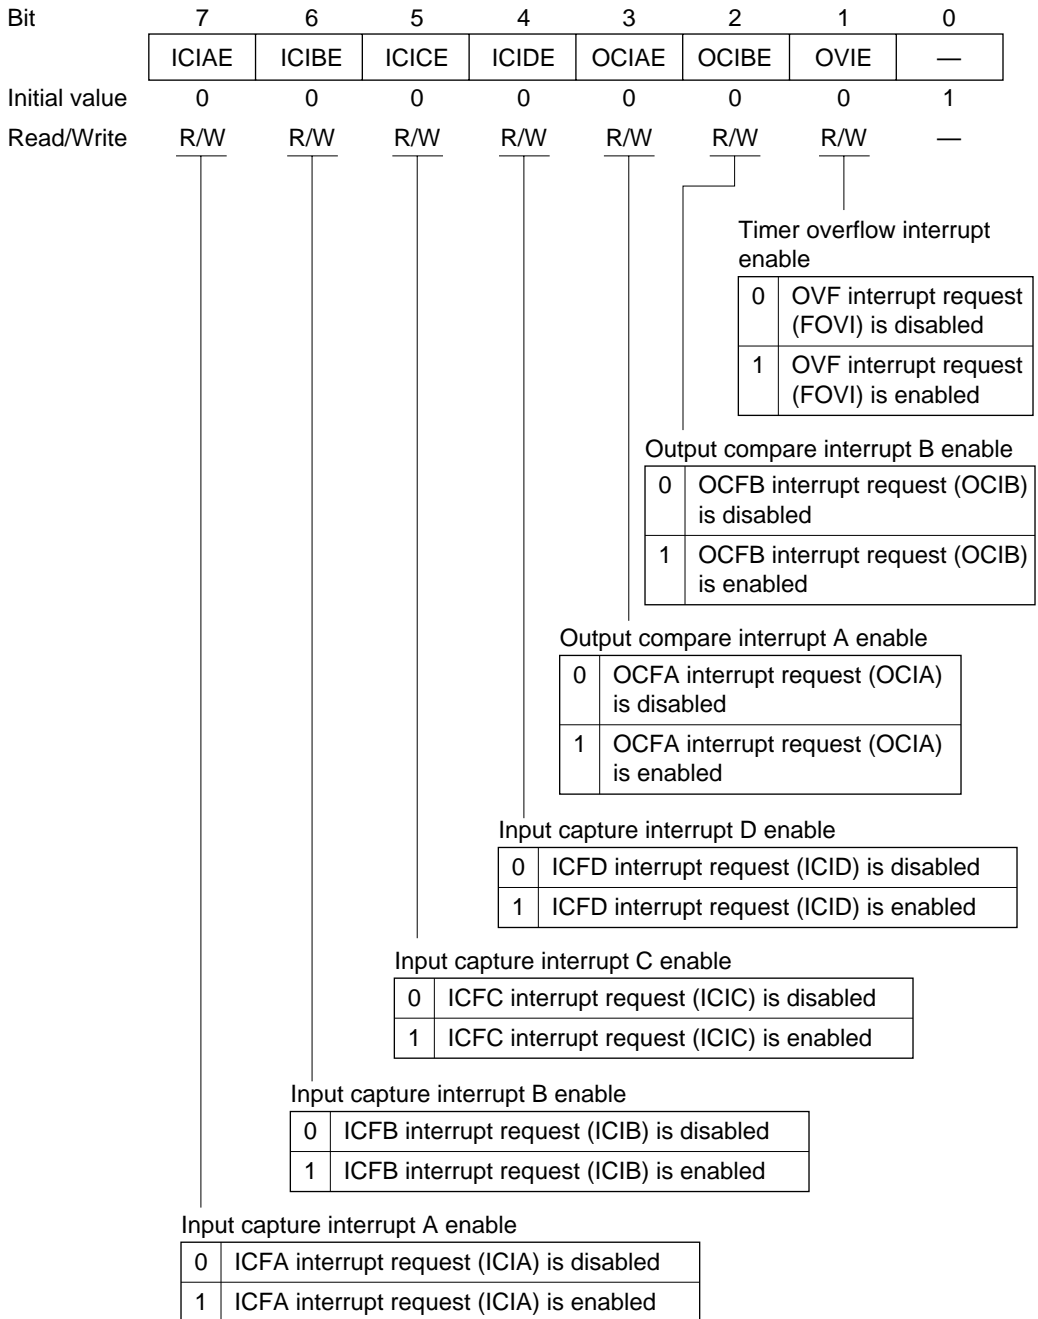 Bit 7 6 5 4 3 2 1 0
ICIAE ICIBE ICICE ICIDE OCIAE OCIBE OVIE —
Initial value 0 0 0 0 0 0 0 1
Read/Write R/W R/W R/W R/W R/W R/W R/W —
Timer overflow interrupt
enable
0 OVF interrupt request
(FOVI) is disabled
1 OVF interrupt request
(FOVI) is enabled
Output compare interrupt B enable
0 OCFB interrupt request (OCIB)
is disabled
1 OCFB interrupt request (OCIB)
is enabled
Output compare interrupt A enable
0 OCFA interrupt request (OCIA)
is disabled
1 OCFA interrupt request (OCIA)
is enabled
Input capture interrupt D enable
0 ICFD interrupt request (ICID) is disabled
1 ICFD interrupt request (ICID) is enabled
Input capture interrupt C enable
0 ICFC interrupt request (ICIC) is disabled
1 ICFC interrupt request (ICIC) is enabled
Input capture interrupt B enable
0 ICFB interrupt request (ICIB) is disabled
1 ICFB interrupt request (ICIB) is enabled
Input capture interrupt A enable
0 ICFA interrupt request (ICIA) is disabled
1 ICFA interrupt request (ICIA) is enabled